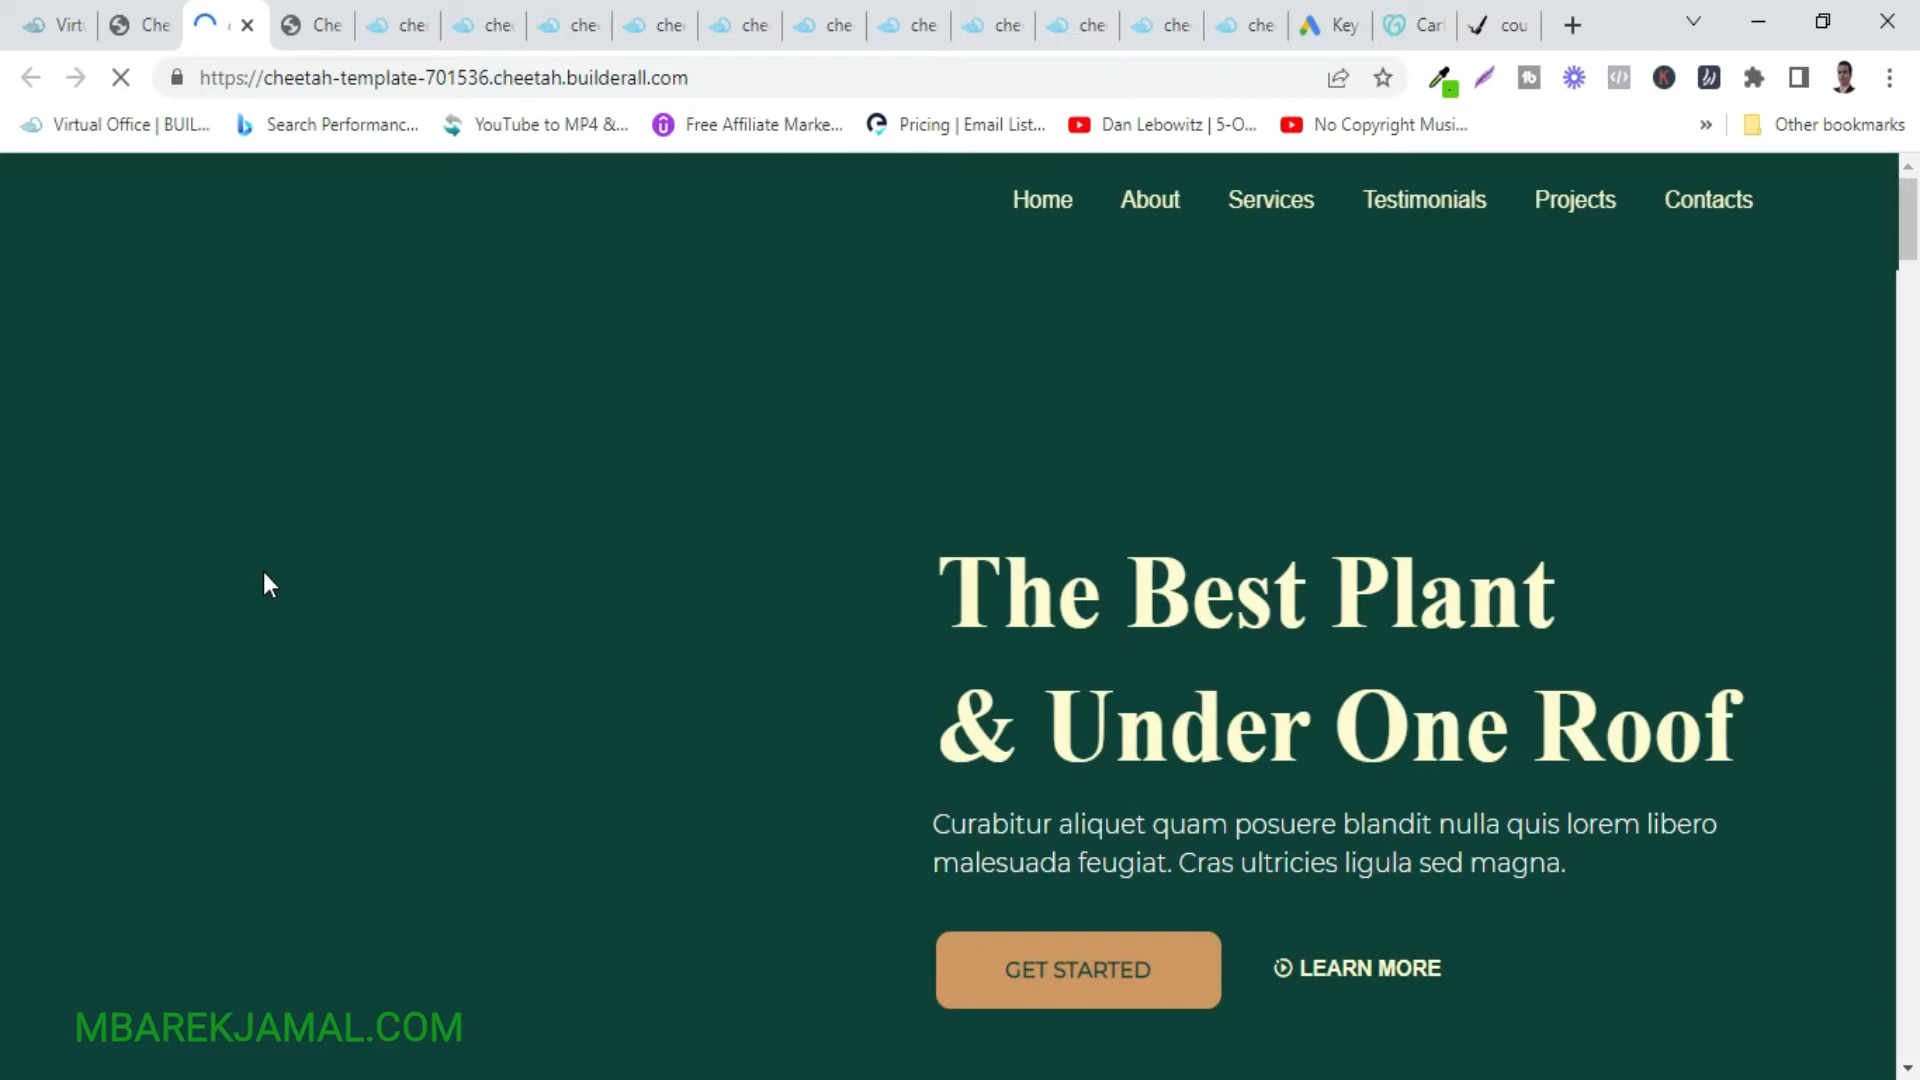 Virt
Che
Che
che
che
che
che
che
che
che
che
che
che
che
Key
Car
cou
https://cheetah-template-701536.cheetah.builderall.com
Virtual Office | BUIL...
Search Performanc...
YouTube to MP4 &...
Free Affiliate Marke...
Pricing | Email List...
Dan Lebowitz | 5-O...
No Copyright Musi...
»
Other bookmarks
Home
About
Services
Testimonials
Projects
Contacts
The Best Plant
& Under One Roof
Curabitur aliquet quam posuere blandit nulla quis lorem libero
malesuada feugiat. Cras ultricies ligula sed magna.
GET STARTED
LEARN MORE
MBAREKJAMAL.COM